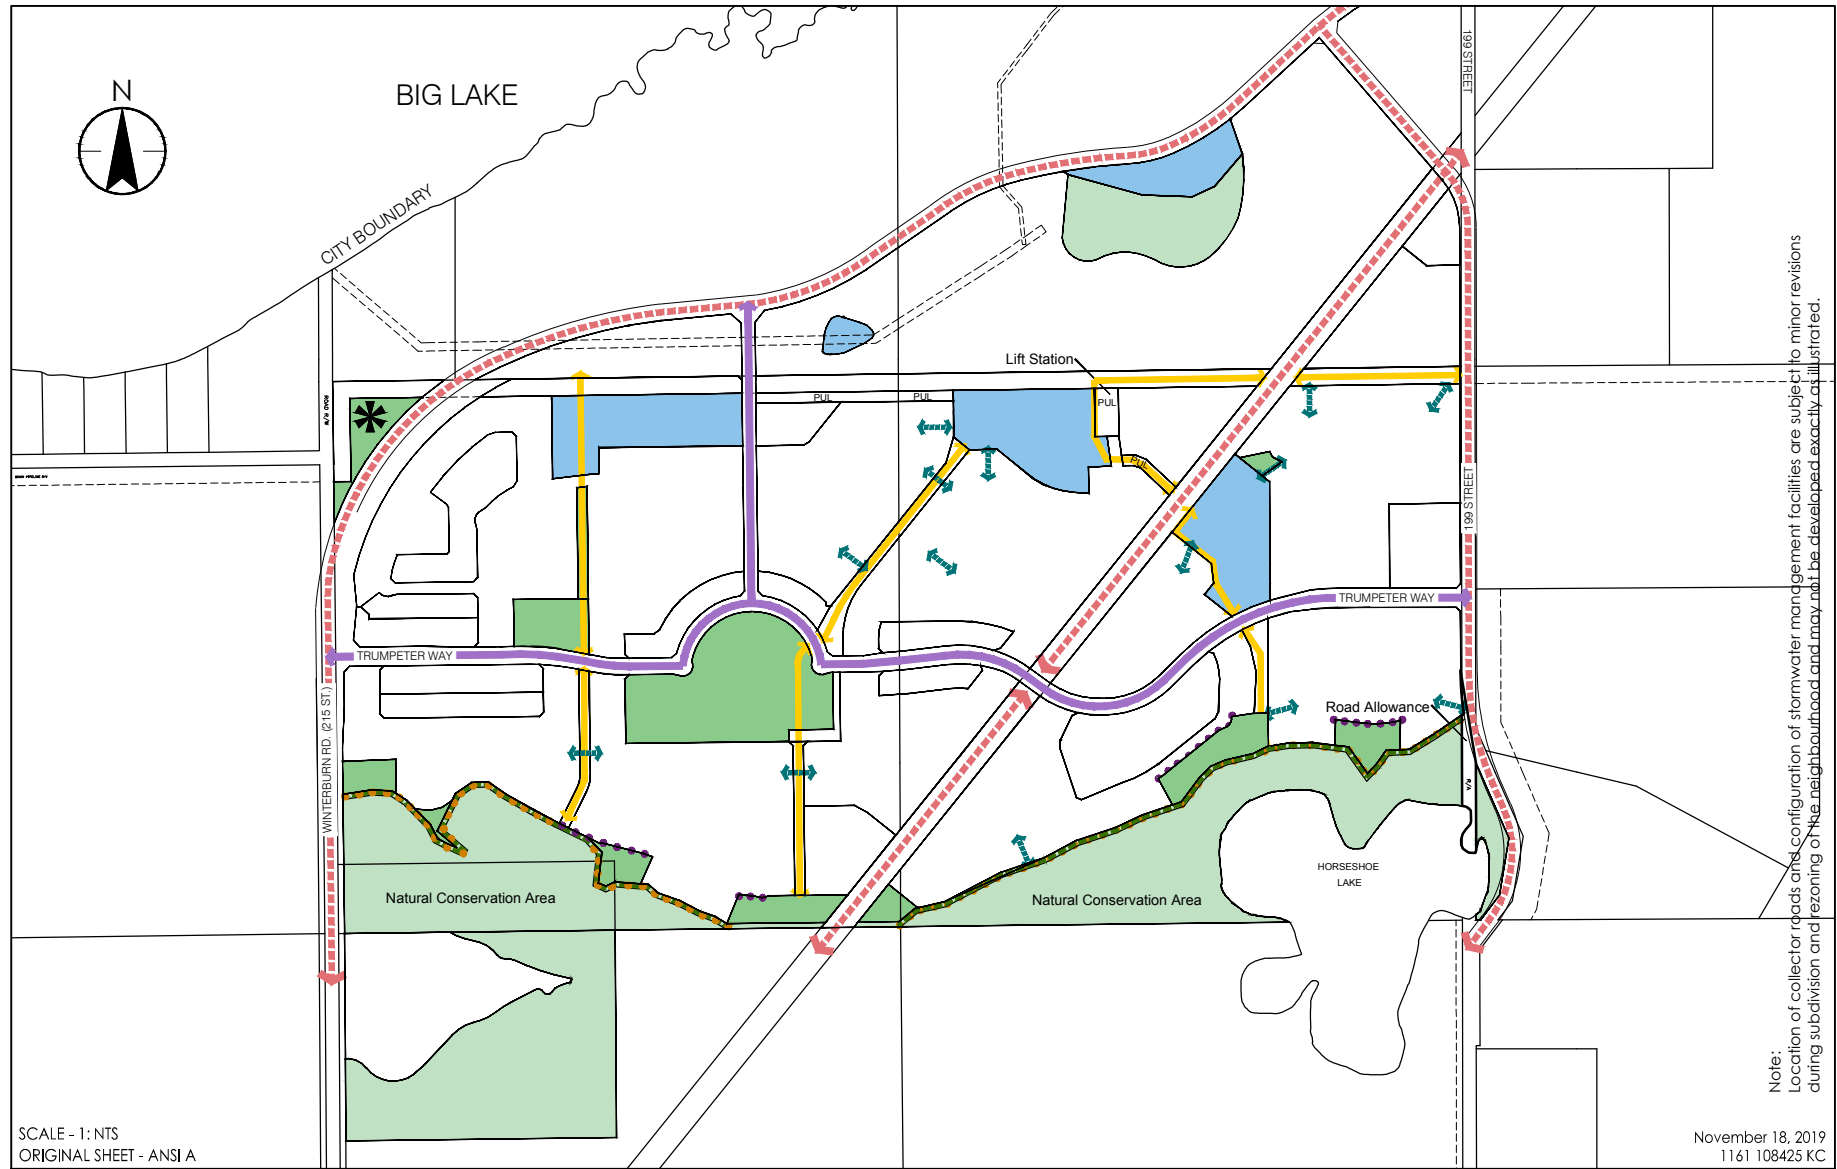 N
BIG LAKE
CITY BOUNDARY
199 STREET
Lift Station
PUL
PUL
PUL
PUL
ROAD R/W
199 STREET
TRUMPETER WAY
TRUMPETER WAY
WINTERBURN RD. (215 ST.)
Road Allowance
R/A
HORSESHOE
LAKE
Natural Conservation Area
Natural Conservation Area
Note:
Location of collector roads and configuration of stormwater management facilities are subject to minor revisions
during subdivision and rezoning of the neighbourhood and may not be developed exactly as illustrated.
SCALE - 1: NTS
ORIGINAL SHEET - ANSI A
November 18, 2019
1161 108425 KC